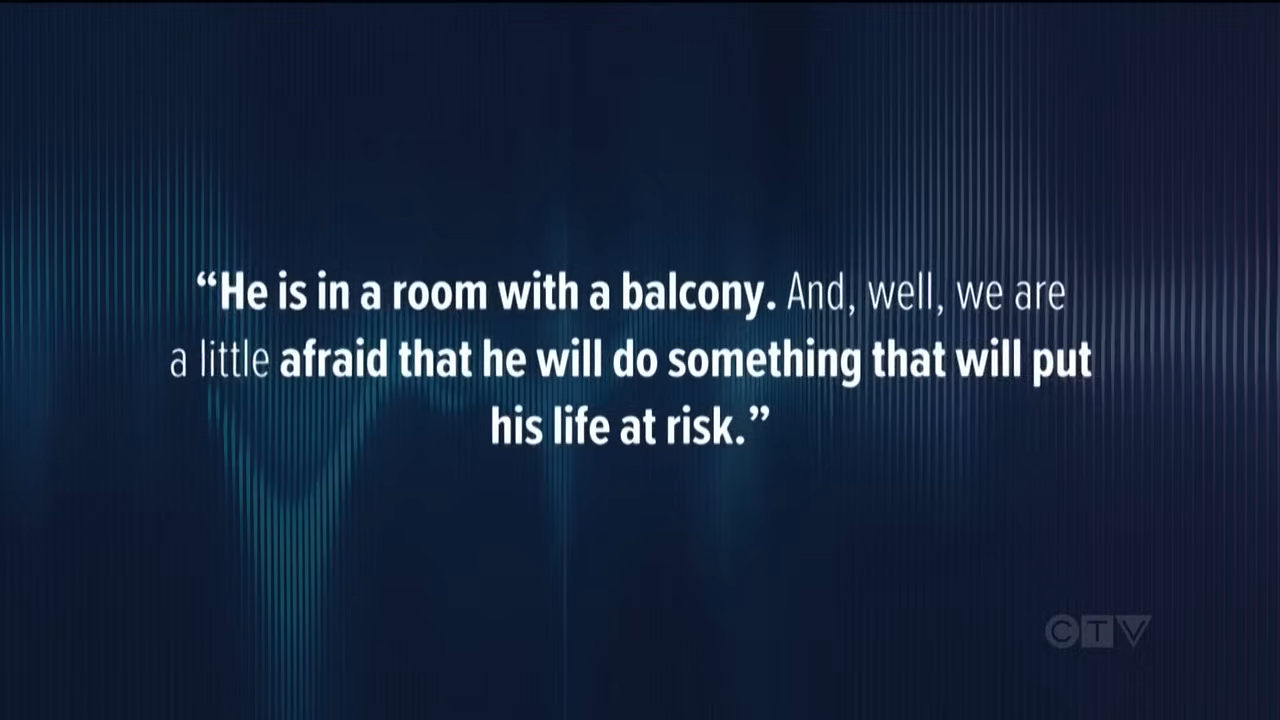 “He is in a room with a balcony. And, well, we are
a little afraid that he will do something that will put
his life at risk.”
CTV